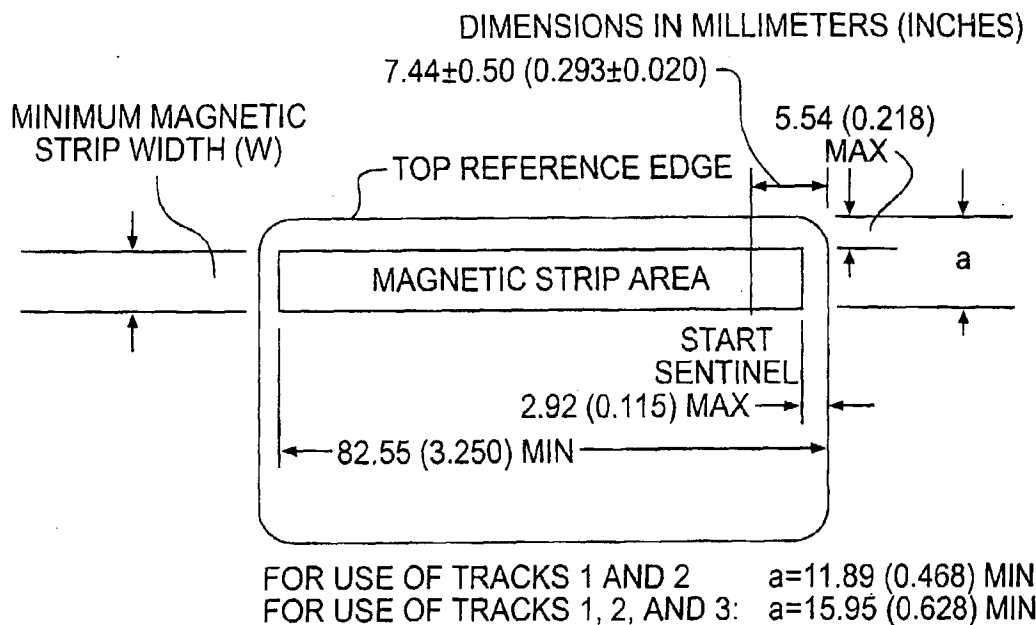 DIMENSIONS IN MILLIMETERS (INCHES)
7.44±0.50 (0.293±0.020)
MINIMUM MAGNETIC
STRIP WIDTH (W)
5.54 (0.218)
MAX
TOP REFERENCE EDGE
a
MAGNETIC STRIP AREA
START
SENTINEL
2.92 (0.115) MAX
82.55 (3.250) MIN
FOR USE OF TRACKS 1 AND 2 a=11.89 (0.468) MIN
FOR USE OF TRACKS 1, 2, AND 3: a=15.95 (0.628) MIN